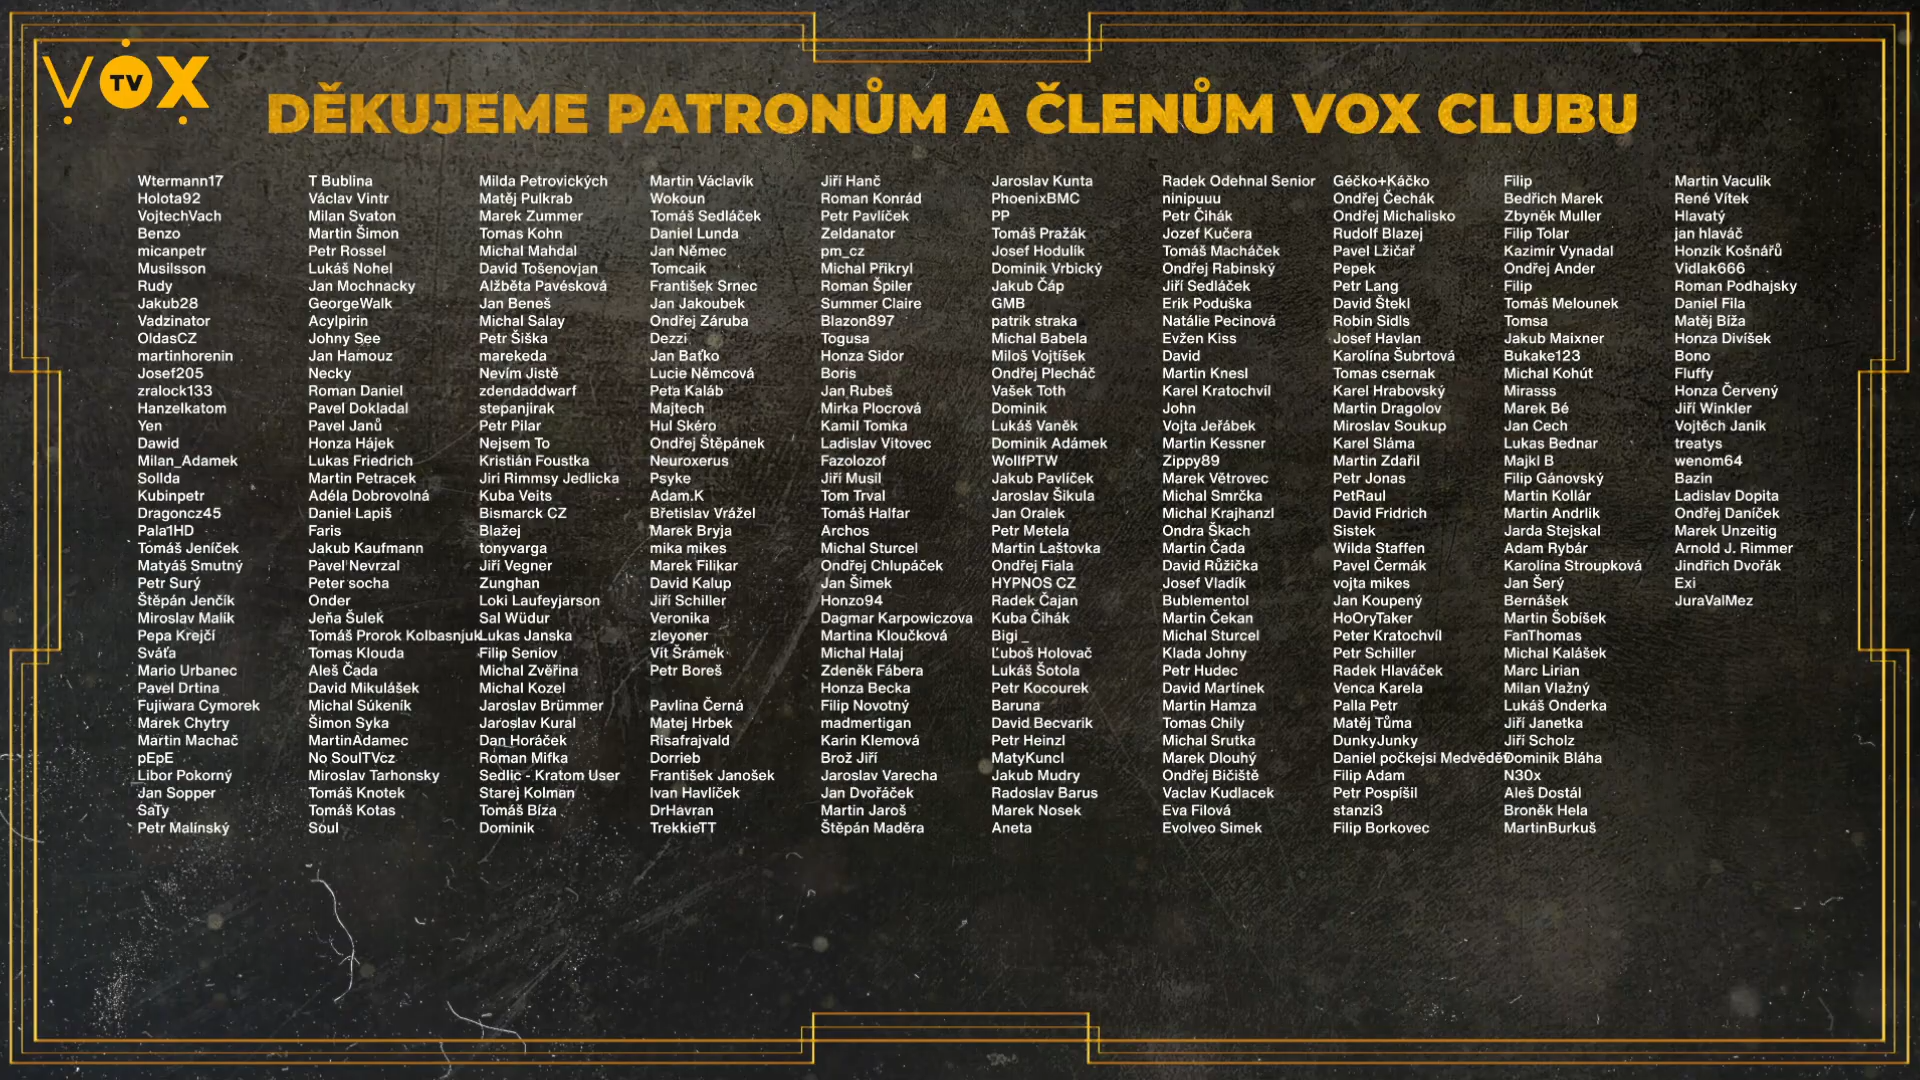 VOX
TV
DĚKUJEME PATRONŮM A ČLENŮM VOX CLUBU
Wtermann17
Holota92
VojtechVach
Benzo
micanpetr
Musilsson
Rudy
Jakub28
Vadzinator
OldasCZ
martinhorenin
Josef205
zralock133
Hanzelkatom
Yen
Dawid
Milan_Adamek
Sollda
Kubinpetr
Dragoncz45
Pala1HD
Tomáš Jeníček
Matyáš Smutný
Petr Surý
Štěpán Jenčík
Miroslav Malík
Pepa Krejčí
Sváťa
Mario Urbanec
Pavel Drtina
Fujiwara Cymorek
Marek Chytry
Martin Machač
pEpE
Libor Pokorný
Jan Sopper
SaTy
Petr Malínský
T Bublina
Václav Vintr
Milan Svaton
Martin Šimon
Petr Rossel
Lukáš Nohel
Jan Mochnacky
GeorgeWalk
Acylpirin
Johny See
Jan Hamouz
Necky
Roman Daniel
Pavel Dokladal
Pavel Janů
Honza Hájek
Lukas Friedrich
Martin Petracek
Adéla Dobrovolná
Daniel Lapiš
Faris
Jakub Kaufmann
Pavel Nevrzal
Peter socha
Onder
Jeňa Šulek
Tomáš Prorok Kolbasnjuk
Tomas Klouda
Aleš Čada
David Mikulášek
Michal Súkeník
Šimon Syka
MartinAdamec
No SoulTVcz
Miroslav Tarhonsky
Tomáš Knotek
Tomáš Kotas
Soul
Milda Petrovických
Matěj Pulkrab
Marek Zummer
Tomas Kohn
Michal Mahdal
David Tošenovjan
Alžběta Pavésková
Jan Beneš
Michal Salay
Petr Šiška
marekeda
Nevím Jistě
zdendaddwarf
stepanjirak
Petr Pilar
Nejsem To
Kristián Foustka
Jiri Rimmsy Jedlicka
Kuba Veits
Bismarck CZ
Blažej
tonyvarga
Jiří Vegner
Zunghan
Loki Laufeyjarson
Sal Wüdur
Lukas Janska
Filip Seniov
Michal Zvěřina
Michal Kozel
Jaroslav Brümmer
Jaroslav Kural
Dan Horáček
Roman Mifka
Sedlic - Kratom User
Starej Kolman
Tomáš Bíza
Dominik
Martin Václavík
Wokoun
Tomáš Sedláček
Daniel Lunda
Jan Němec
Tomcaik
František Srnec
Jan Jakoubek
Ondřej Záruba
Dezzi
Jan Baťko
Lucie Němcová
Peťa Kaláb
Majtech
Hul Skéro
Ondřej Štěpánek
Neuroxerus
Psyke
Adam.K
Břetislav Vrážel
Marek Bryja
mika mikes
Marek Filikar
David Kalup
Jiří Schiller
Veronika
zleyoner
Vít Šrámek
Petr Boreš
Pavlína Černá
Matej Hrbek
Risafrajvald
Dorrieb
František Janošek
Ivan Havlíček
DrHavran
TrekkieTT
Jiří Hanč
Roman Konrád
Petr Pavlíček
Zeldanator
pm_cz
Michal Přikryl
Roman Špiler
Summer Claire
Blazon897
Togusa
Honza Sidor
Boris
Jan Rubeš
Mirka Plocrová
Kamil Tomka
Ladislav Vitovec
Fazolozof
Jiří Musil
Tom Trval
Tomáš Halfar
Archos
Michal Sturcel
Ondřej Chlupáček
Jan Šimek
Honzo94
Dagmar Karpowiczova
Martina Kloučková
Michal Halaj
Zdeněk Fábera
Honza Becka
Filip Novotný
madmertigan
Karin Klemová
Brož Jiří
Jaroslav Varecha
Jan Dvořáček
Martin Jaroš
Štěpán Maděra
Jaroslav Kunta
PhoenixBMC
PP
Tomáš Pražák
Josef Hodulík
Dominik Vrbický
Jakub Čáp
GMB
patrik straka
Michal Babela
Miloš Vojtíšek
Ondřej Plecháč
Vašek Toth
Dominik
Lukáš Vaněk
Dominik Adámek
WollfPTW
Jakub Pavlíček
Jaroslav Šikula
Jan Oralek
Petr Metela
Martin Laštovka
Ondřej Fiala
HYPNOS CZ
Radek Čajan
Kuba Čihák
Bigi _
Ľuboš Holovač
Lukáš Šotola
Petr Kocourek
Baruna
David Becvarik
Petr Heinzl
MatyKuncl
Jakub Mudry
Radoslav Barus
Marek Nosek
Aneta
Radek Odehnal Senior
ninipuuu
Petr Čihák
Jozef Kučera
Tomáš Macháček
Ondřej Rabinský
Jiří Sedláček
Erik Poduška
Natálie Pecinová
Evžen Kiss
David
Martin Knesl
Karel Kratochvíl
John
Vojta Jeřábek
Martin Kessner
Zippy89
Marek Větrovec
Michal Smrčka
Michal Krajhanzl
Ondra Škach
Martin Čada
David Růžička
Josef Vladík
Bublementol
Martin Čekan
Michal Sturcel
Klada Johny
Petr Hudec
David Martínek
Martin Hamza
Tomas Chily
Michal Srutka
Marek Dlouhý
Ondřej Bičiště
Vaclav Kudlacek
Eva Filová
Evolveo Simek
Géčko+Káčko
Ondřej Čechák
Ondřej Michalisko
Rudolf Blazej
Pavel Lžičař
Pepek
Petr Lang
David Štekl
Robin Sidls
Josef Havlan
Karolína Šubrtová
Tomas csernak
Karel Hrabovský
Martin Dragolov
Miroslav Soukup
Karel Sláma
Martin Zdařil
Petr Jonas
PetRaul
David Fridrich
Sistek
Wilda Staffen
Pavel Čermák
vojta mikes
Jan Koupený
HoOryTaker
Peter Kratochvíl
Petr Schiller
Radek Hlaváček
Venca Karela
Palla Petr
Matěj Tůma
DunkyJunky
Daniel počkejsi Medvěděv
Filip Adam
Petr Pospíšil
stanzi3
Filip Borkovec
Filip
Bedřich Marek
Zbyněk Muller
Filip Tolar
Kazimír Vynadal
Ondřej Ander
Filip
Tomáš Melounek
Tomsa
Jakub Maixner
Bukake123
Michal Kohút
Mirasss
Marek Bé
Jan Cech
Lukas Bednar
Majkl B
Filip Gánovský
Martin Kollár
Martin Andrlik
Jarda Stejskal
Adam Rybár
Karolína Stroupková
Jan Šerý
Bernášek
Martin Šobíšek
FanThomas
Michal Kalášek
Marc Lirian
Milan Vlažný
Lukáš Onderka
Jiří Janetka
Jiří Scholz
Dominik Bláha
N30x
Aleš Dostál
Broněk Hela
MartinBurkuš
Martin Vaculík
René Vítek
Hlavatý
jan hlaváč
Honzík Košnářů
Vidlak666
Roman Podhajsky
Daniel Fila
Matěj Bíža
Honza Divíšek
Bono
Fluffy
Honza Červený
Jiří Winkler
Vojtěch Janík
treatys
wenom64
Bazin
Ladislav Dopita
Ondřej Daníček
Marek Unzeitig
Arnold J. Rimmer
Jindřich Dvořák
Exi
JuraValMez